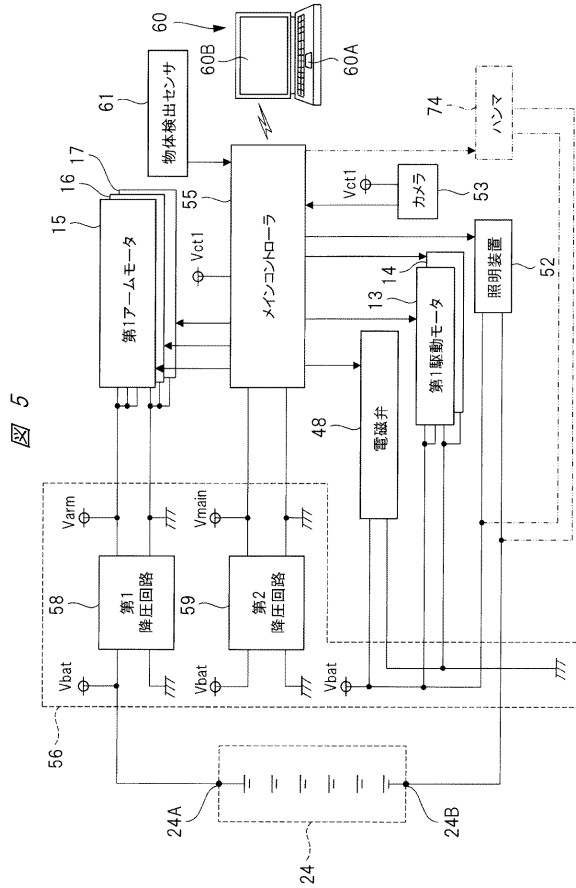 図 5
60
60B
60A
61
物体検出センサ
17
16
15
第1アームモータ
55
Vct1
メインコントローラ
74
ハンマ
Vct1
カメラ
53
14
13
第1駆動モータ
照明装置
52
48
電磁弁
Varm
58
第1
降圧回路
Vbat
Vmain
59
第2
降圧回路
Vbat
Vbat
56
24A
24B
24